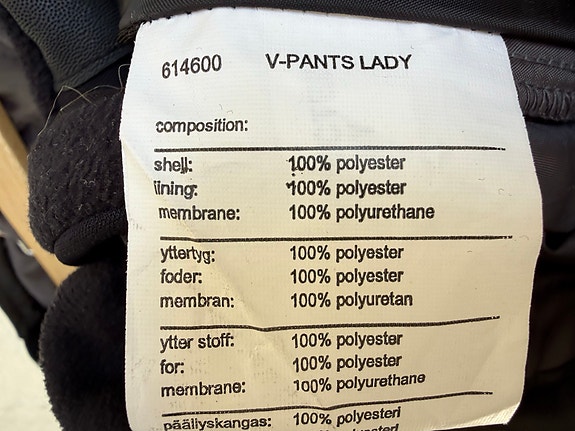 614600 V-PANTS LADY
composition:
shell: 100% polyester
lining: 100% polyester
membrane: 100% polyurethane
yttertyg: 100% polyester
foder: 100% polyester
membran: 100% polyuretan
ytter stoff: 100% polyester
for: 100% polyester
membrane: 100% polyurethane
päällyskangas: 100% polyesteri